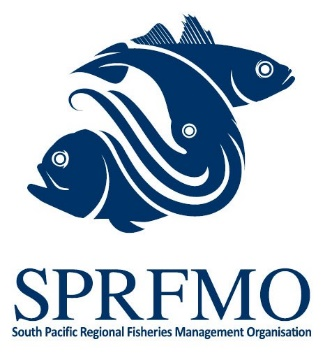 SPRFMO
South Pacific Regional Fisheries Management Organisation